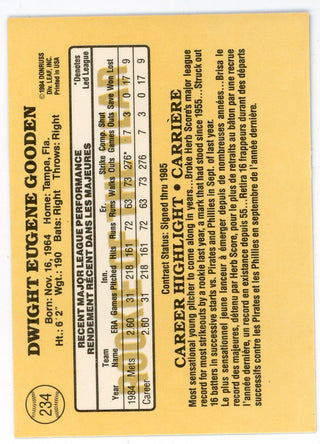 234
© 1984 DONRUSS
Div. LEAF, INC.
Printed in USA
DWIGHT EUGENE GOODEN
Born: Nov. 16, 1964 Home: Tampa, Fla.
Ht.: 6' 2" Wgt.: 190 Bats: Right Throws: Right
RECENT MAJOR LEAGUE PERFORMANCE
RENDEMENT RÉCENT DANS LES MAJEURES
*Denotes
Led League
Team Inn. Er. Strike Comp. Shut
Year Name ERA Games Pitched Hits Runs Walks Outs Games Outs Save Won Lost
1984 Mets 2.60 31 218 161 72 63 73 276* 7 3 0 17 9
Career 2.60 31 218 161 72 63 73 276 7 3 0 17 9
Contract Status: Signed thru 1985
CAREER HIGHLIGHT • CARRIÈRE
Most sensational young pitcher to come along in years...Broke Herb Score's major league
record for most strikeouts by a rookie last year, a mark that had stood since 1955...Struck out
16 batters in successive starts vs. Pirates and Phillies in Sept. of last year.
Le plus sensationnel jeune lanceur à émerger depuis de nombreuses années...Brisa le
record des majeures, détenu par Herb Score, pour le plus de retraits au bâton par une recrue
l'année dernière, un record en existence depuis 55...Retira 16 frappeurs durant des départs
successifs contre les Pirates et les Phillies en septembre de l'année dernière.